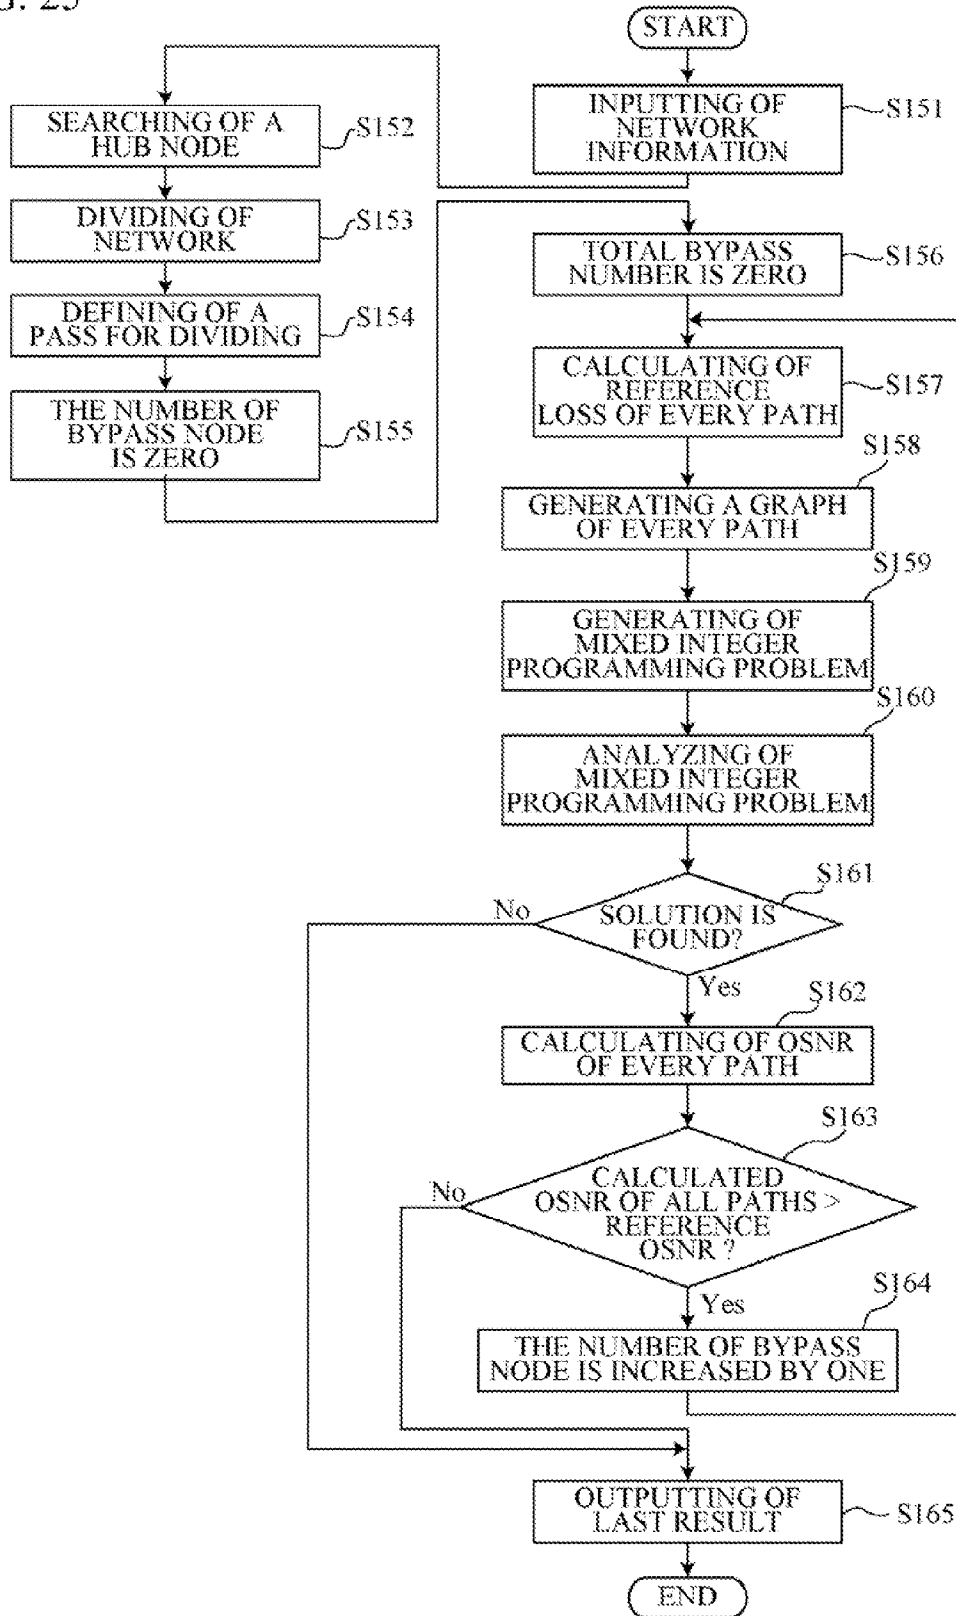 G. 25
START
INPUTTING OF
NETWORK
INFORMATION
S151
SEARCHING OF A
HUB NODE
S152
DIVIDING OF
NETWORK
S153
DEFINING OF A
PASS FOR DIVIDING
S154
THE NUMBER OF
BYPASS NODE
IS ZERO
S155
TOTAL BYPASS
NUMBER IS ZERO
S156
CALCULATING OF
REFERENCE
LOSS OF EVERY PATH
S157
S158
GENERATING A GRAPH
OF EVERY PATH
S159
GENERATING OF
MIXED INTEGER
PROGRAMMING PROBLEM
S160
ANALYZING OF
MIXED INTEGER
PROGRAMMING PROBLEM
S161
No
SOLUTION IS
FOUND?
Yes
S162
CALCULATING OF OSNR
OF EVERY PATH
S163
No
CALCULATED
OSNR OF ALL PATHS >
REFERENCE
OSNR ?
Yes
S164
THE NUMBER OF BYPASS
NODE IS INCREASED BY ONE
OUTPUTTING OF
LAST RESULT
S165
END